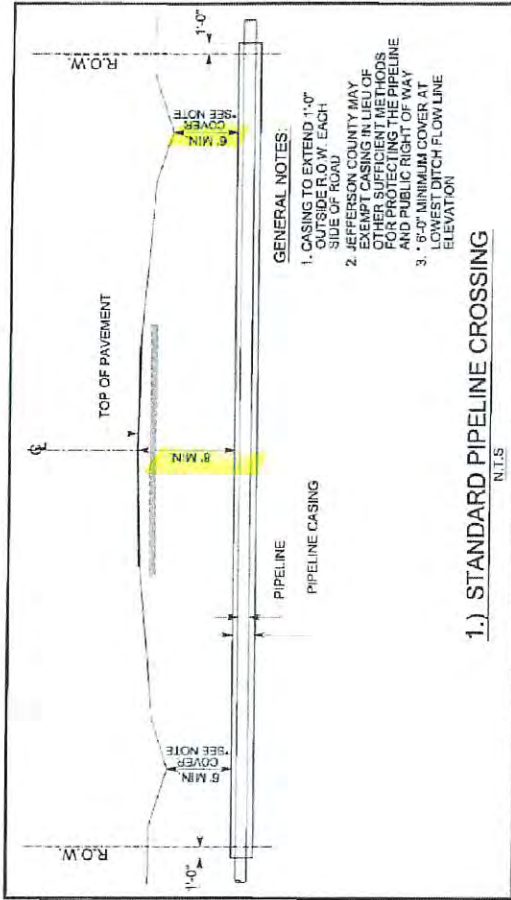 1'-0"
R.O.W.
6' MIN.
COVER
*SEE NOTE
℄
TOP OF PAVEMENT
8' MIN.
6' MIN.
COVER
*SEE NOTE
R.O.W.
1'-0"
PIPELINE
PIPELINE CASING
GENERAL NOTES:
1. CASING TO EXTEND 1'-0"
OUTSIDE R.O.W. EACH
SIDE OF ROAD
2. JEFFERSON COUNTY MAY
EXEMPT CASING IN LIEU OF
OTHER SUFFICIENT METHODS
FOR PROTECTING THE PIPELINE
AND PUBLIC RIGHT OF WAY
3. * 6'-0" MINIMUM COVER AT
LOWEST DITCH FLOW LINE
ELEVATION
1.) STANDARD PIPELINE CROSSING
N.T.S